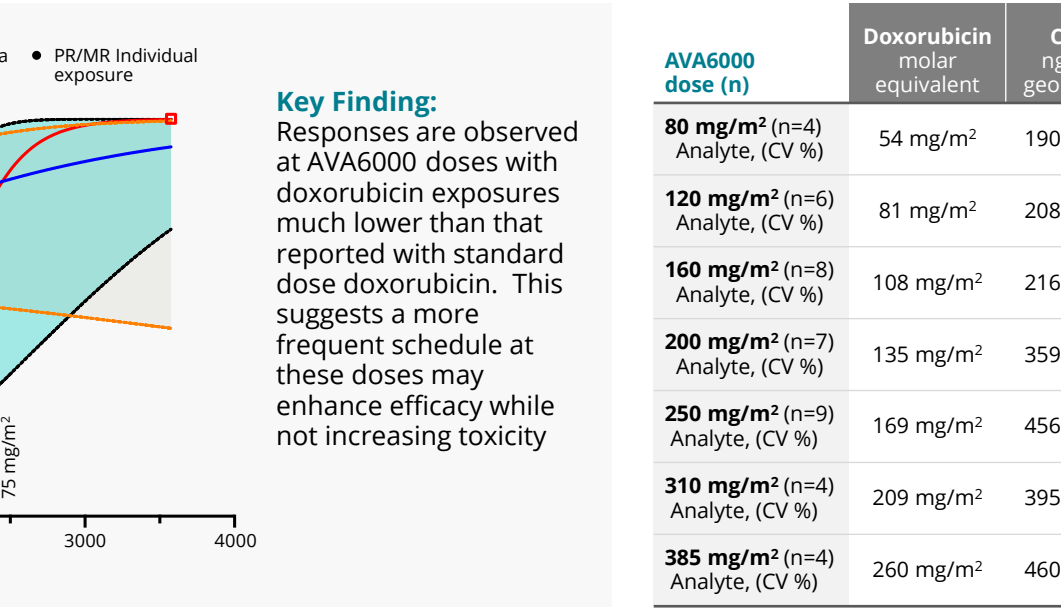 a
PR/MR Individual
exposure
75 mg/m²
3000
4000
Key Finding:
Responses are observed
at AVA6000 doses with
doxorubicin exposures
much lower than that
reported with standard
dose doxorubicin. This
suggests a more
frequent schedule at
these doses may
enhance efficacy while
not increasing toxicity
AVA6000
dose (n)
Doxorubicin
molar
equivalent
C
ng
geo
80 mg/m² (n=4)
Analyte, (CV %)
54 mg/m²
190
120 mg/m² (n=6)
Analyte, (CV %)
81 mg/m²
208
160 mg/m² (n=8)
Analyte, (CV %)
108 mg/m²
216
200 mg/m² (n=7)
Analyte, (CV %)
135 mg/m²
359
250 mg/m² (n=9)
Analyte, (CV %)
169 mg/m²
456
310 mg/m² (n=4)
Analyte, (CV %)
209 mg/m²
395
385 mg/m² (n=4)
Analyte, (CV %)
260 mg/m²
460